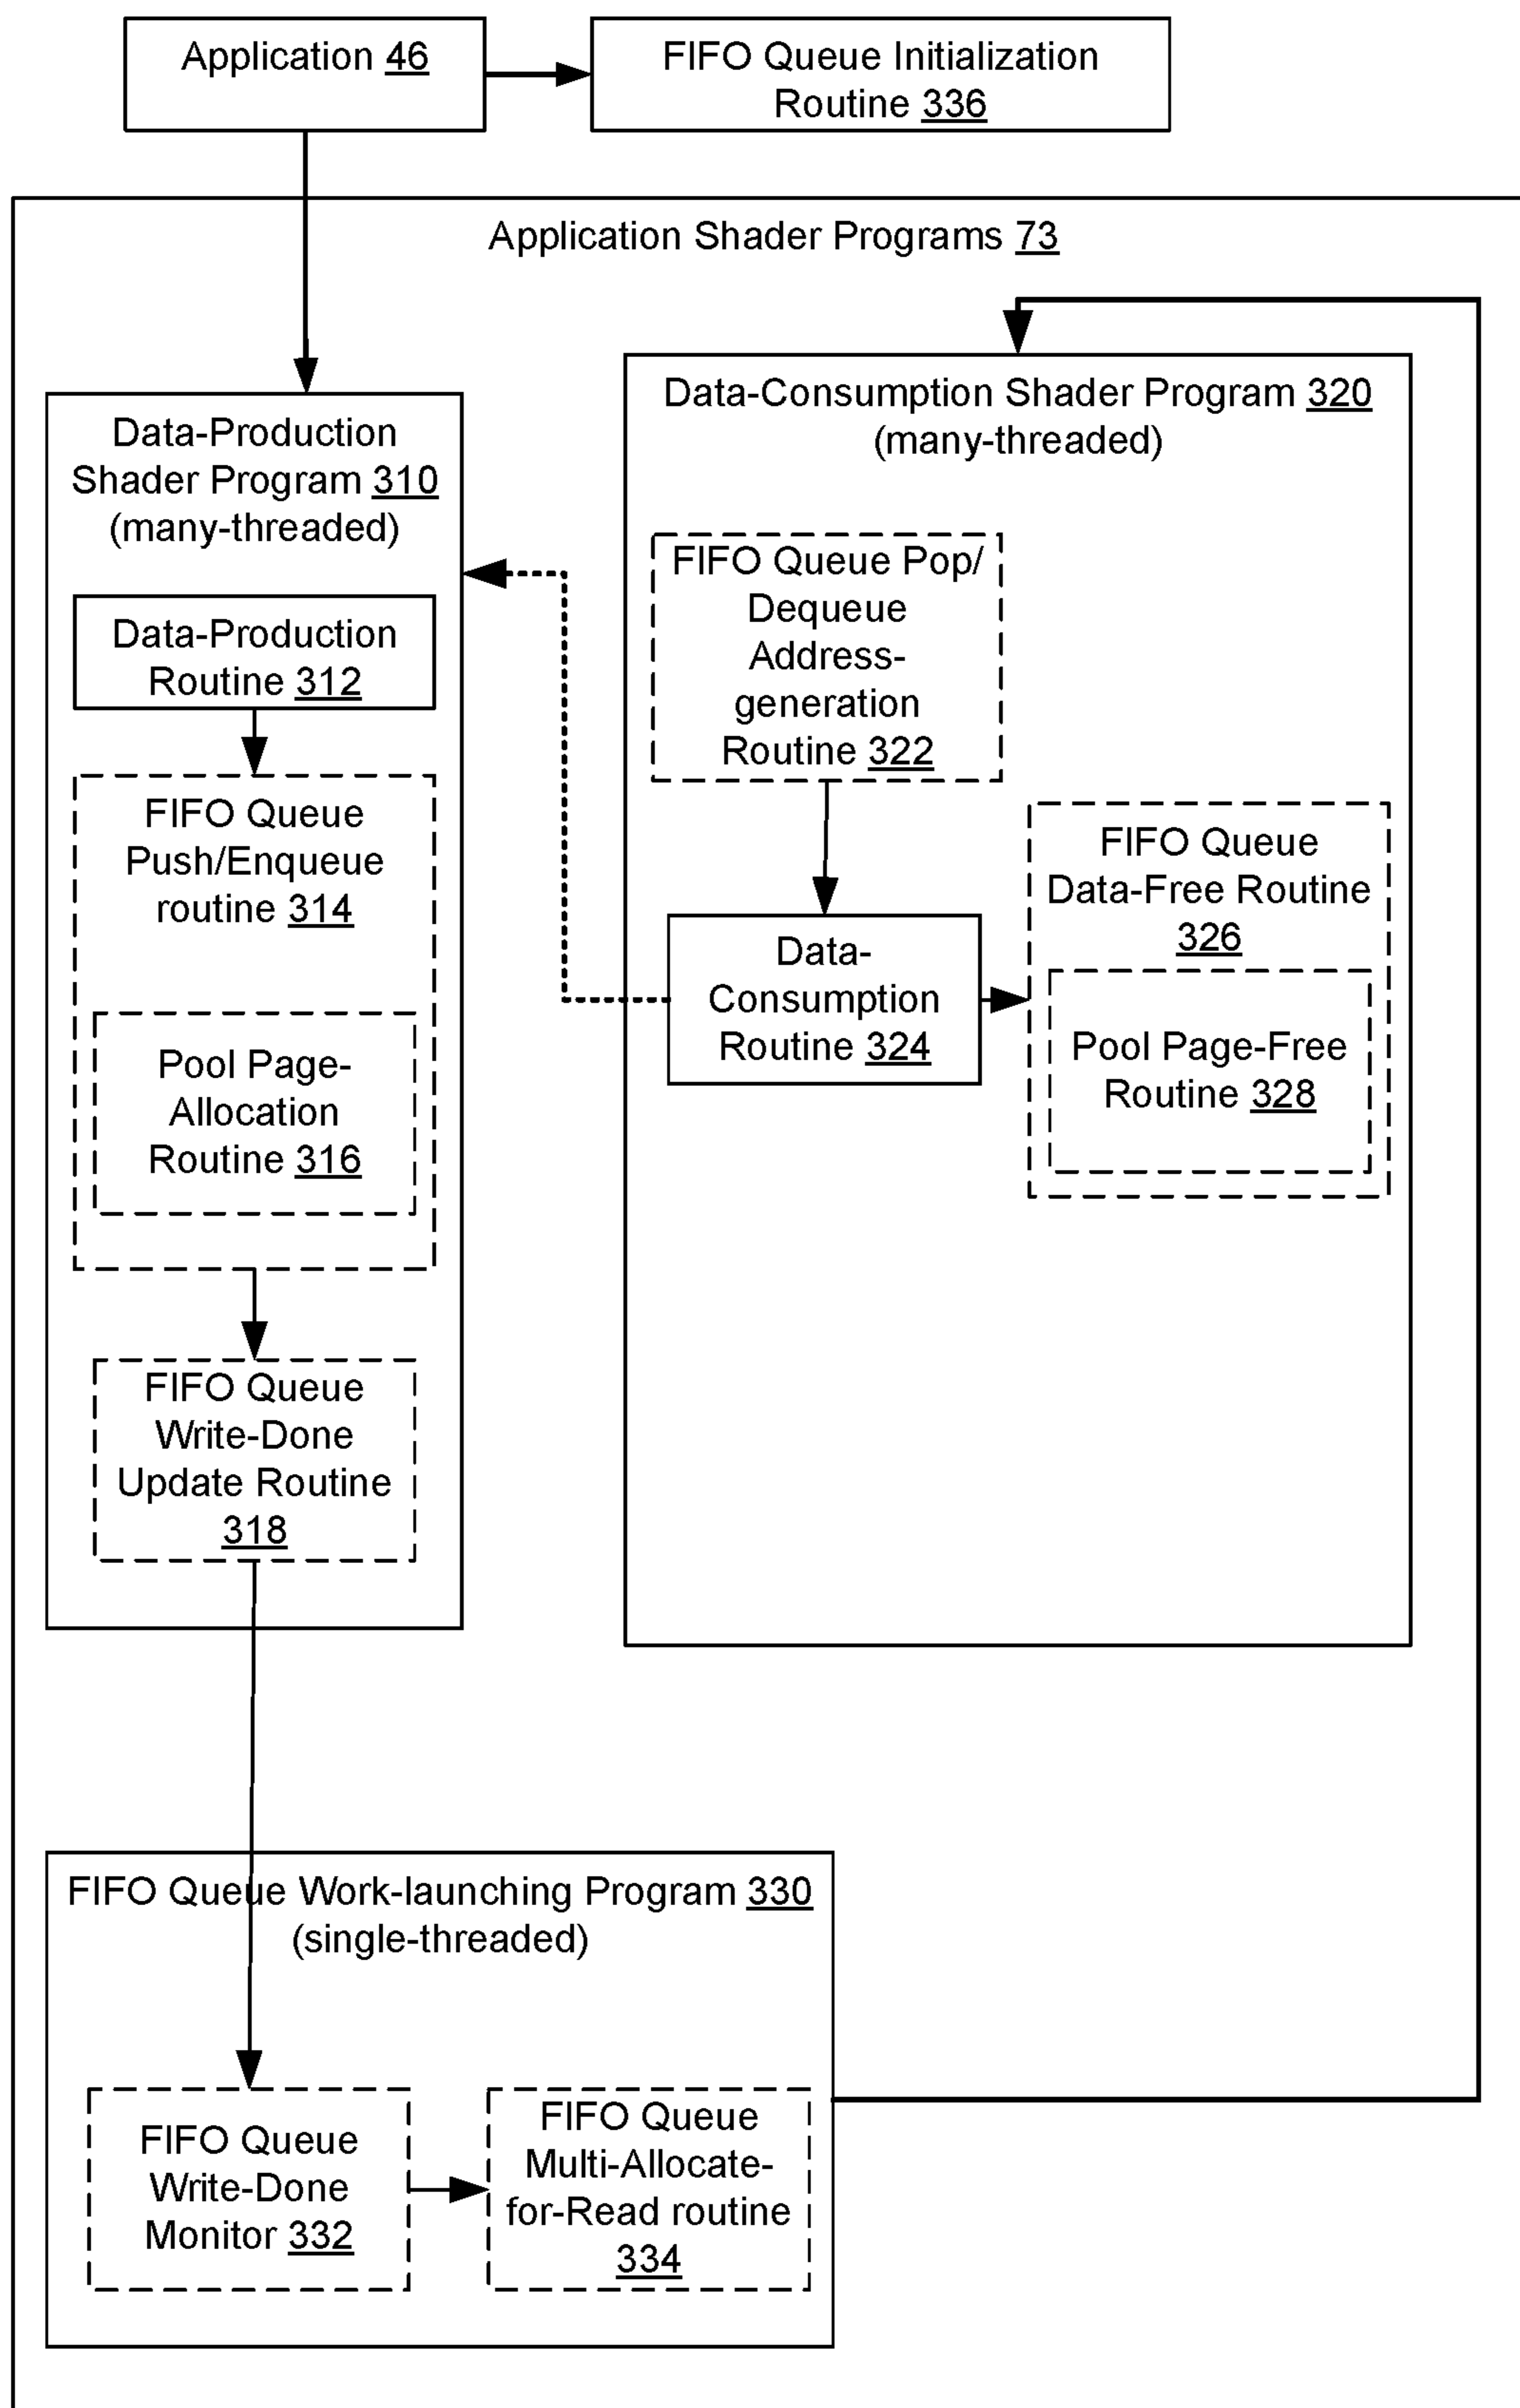 Application 46
FIFO Queue Initialization
Routine 336
Application Shader Programs 73
Data-Production
Shader Program 310
(many-threaded)
Data-Production
Routine 312
FIFO Queue
Push/Enqueue
routine 314
Pool Page-
Allocation
Routine 316
FIFO Queue
Write-Done
Update Routine
318
Data-Consumption Shader Program 320
(many-threaded)
FIFO Queue Pop/
Dequeue
Address-
generation
Routine 322
Data-
Consumption
Routine 324
FIFO Queue
Data-Free Routine
326
Pool Page-Free
Routine 328
FIFO Queue Work-launching Program 330
(single-threaded)
FIFO Queue
Write-Done
Monitor 332
FIFO Queue
Multi-Allocate-
for-Read routine
334